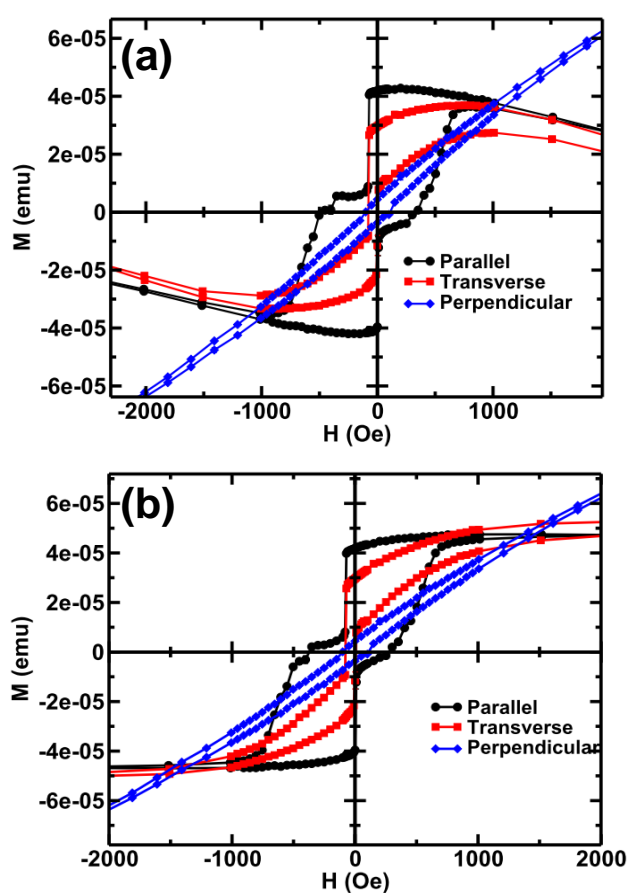 (a)
6e-05
4e-05
2e-05
0
-2e-05
-4e-05
-6e-05
M (emu)
Parallel
Transverse
Perpendicular
-2000 -1000 0 1000
H (Oe)
(b)
6e-05
4e-05
2e-05
0
-2e-05
-4e-05
-6e-05
M (emu)
Parallel
Transverse
Perpendicular
-2000 -1000 0 1000 2000
H (Oe)